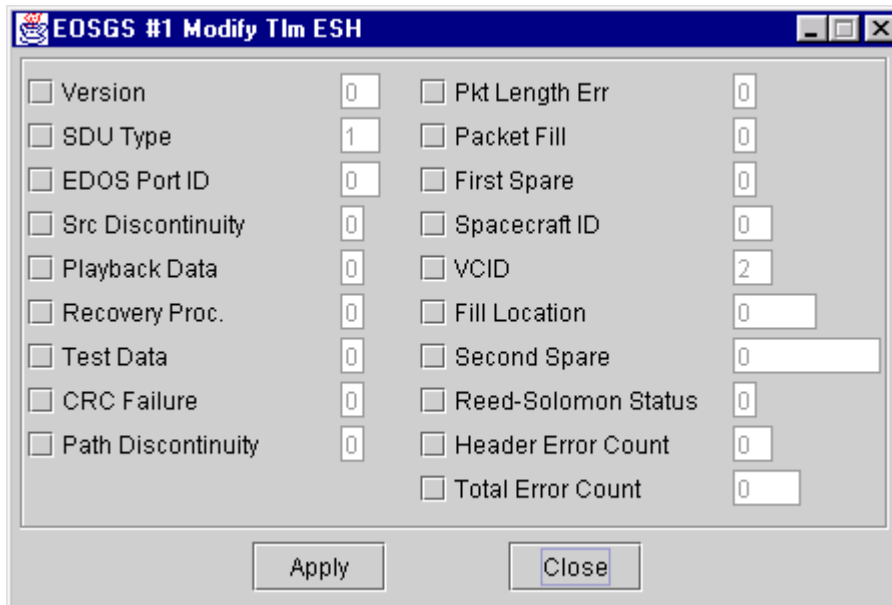 EOSGS #1 Modify Tlm ESH
Version 0
SDU Type 1
EDOS Port ID 0
Src Discontinuity 0
Playback Data 0
Recovery Proc. 0
Test Data 0
CRC Failure 0
Path Discontinuity 0
Pkt Length Err 0
Packet Fill 0
First Spare 0
Spacecraft ID 0
VCID 2
Fill Location 0
Second Spare 0
Reed-Solomon Status 0
Header Error Count 0
Total Error Count 0
Apply
Close